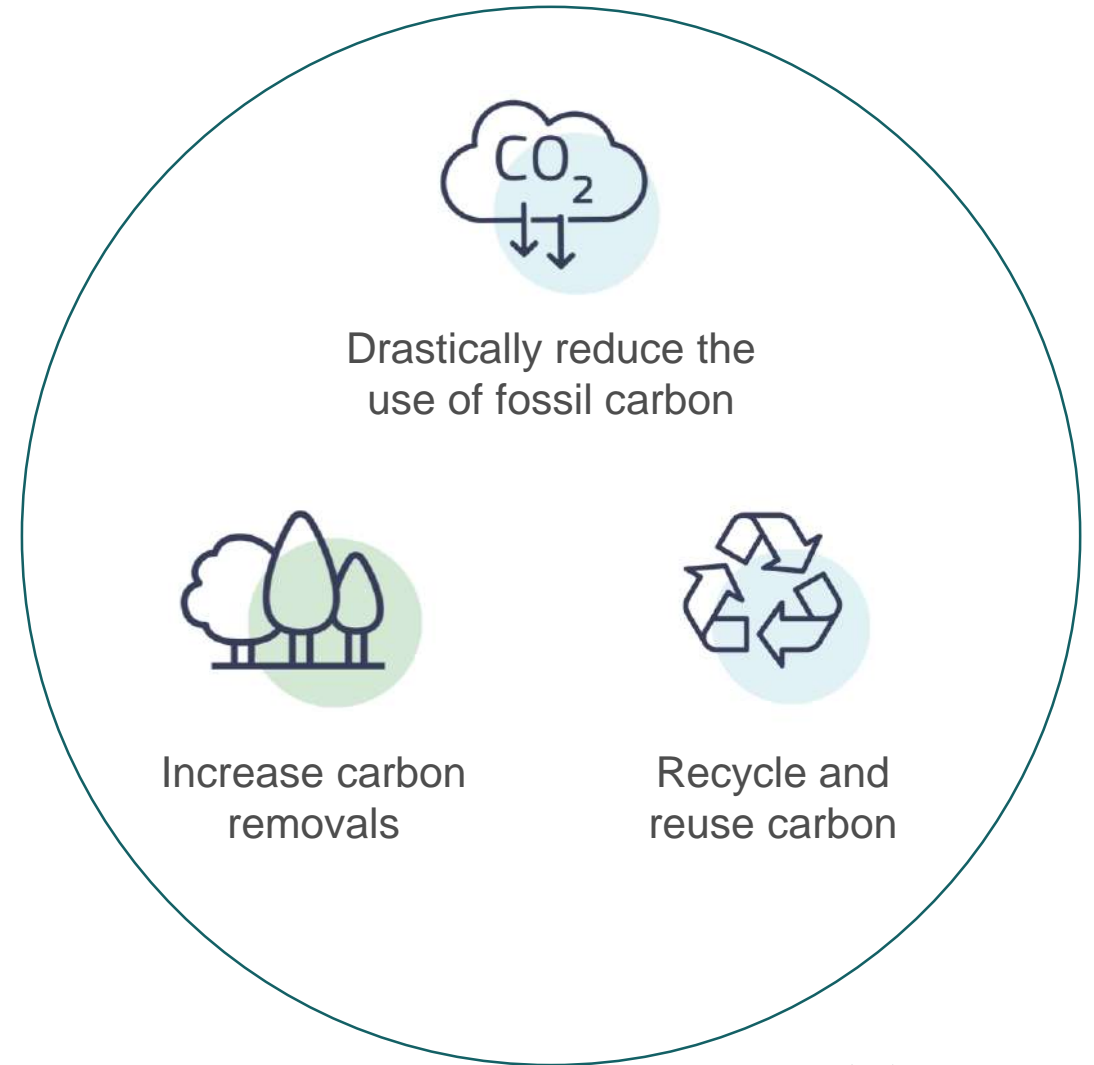 CO₂
Drastically reduce the
use of fossil carbon
Increase carbon
removals
Recycle and
reuse carbon